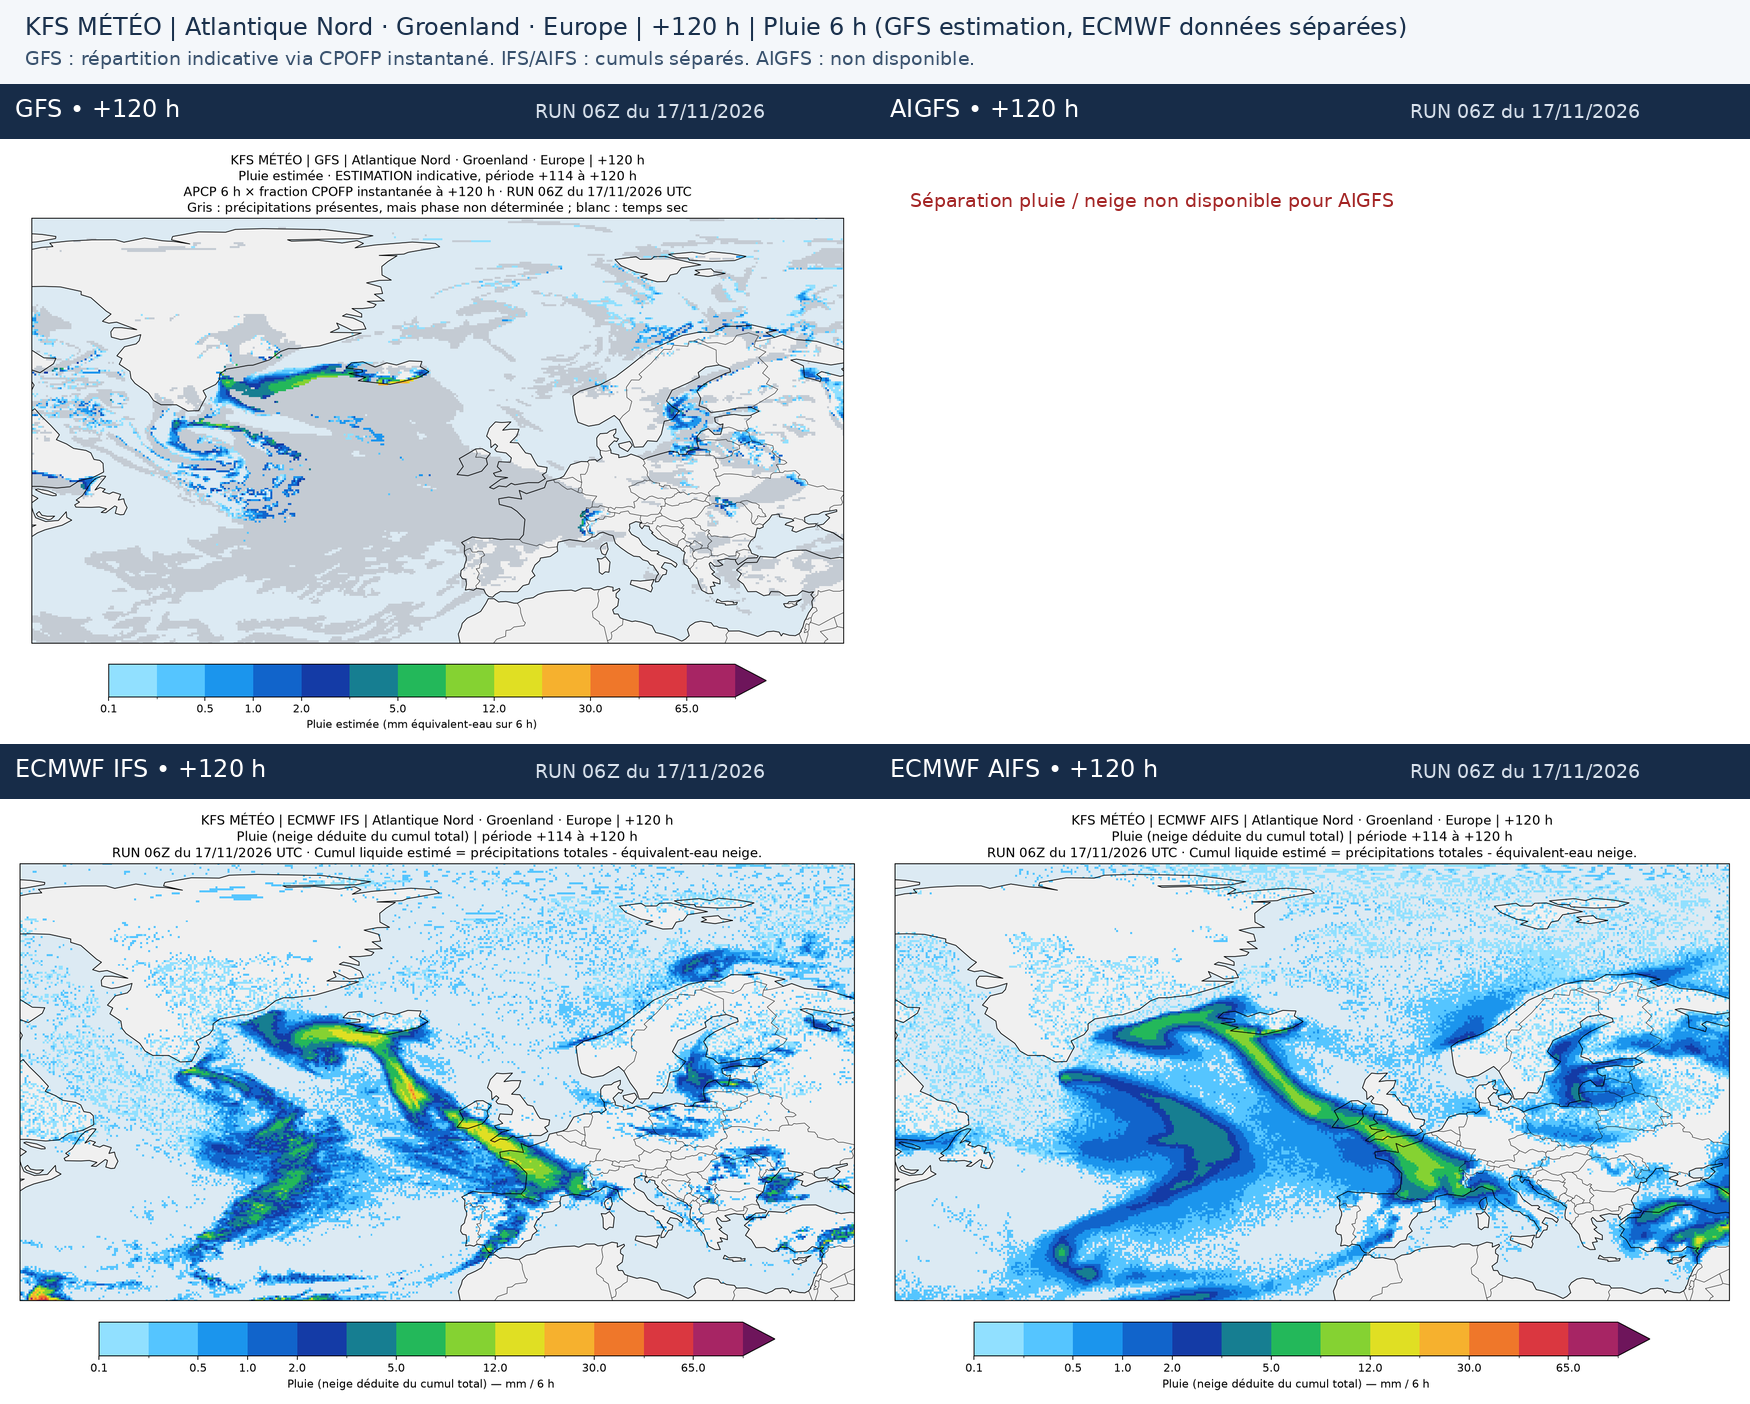 KFS MÉTÉO | Atlantique Nord · Groenland · Europe | +120 h | Pluie 6 h (GFS estimation, ECMWF données séparées)
GFS : répartition indicative via CPOFP instantané. IFS/AIFS : cumuls séparés. AIGFS : non disponible.
GFS • +120 h
RUN 06Z du 17/11/2026
AIGFS • +120 h
RUN 06Z du 17/11/2026
KFS MÉTÉO | GFS | Atlantique Nord · Groenland · Europe | +120 h
Pluie estimée · ESTIMATION indicative, période +114 à +120 h
APCP 6 h × fraction CPOFP instantanée à +120 h · RUN 06Z du 17/11/2026 UTC
Gris : précipitations présentes, mais phase non déterminée ; blanc : temps sec
Séparation pluie / neige non disponible pour AIGFS
0.1 0.5 1.0 2.0 5.0 12.0 30.0 65.0
Pluie estimée (mm équivalent-eau sur 6 h)
ECMWF IFS • +120 h
RUN 06Z du 17/11/2026
ECMWF AIFS • +120 h
RUN 06Z du 17/11/2026
KFS MÉTÉO | ECMWF IFS | Atlantique Nord · Groenland · Europe | +120 h
Pluie (neige déduite du cumul total) | période +114 à +120 h
RUN 06Z du 17/11/2026 UTC · Cumul liquide estimé = précipitations totales - équivalent-eau neige.
KFS MÉTÉO | ECMWF AIFS | Atlantique Nord · Groenland · Europe | +120 h
Pluie (neige déduite du cumul total) | période +114 à +120 h
RUN 06Z du 17/11/2026 UTC · Cumul liquide estimé = précipitations totales - équivalent-eau neige.
0.1 0.5 1.0 2.0 5.0 12.0 30.0 65.0
Pluie (neige déduite du cumul total) — mm / 6 h
0.1 0.5 1.0 2.0 5.0 12.0 30.0 65.0
Pluie (neige déduite du cumul total) — mm / 6 h